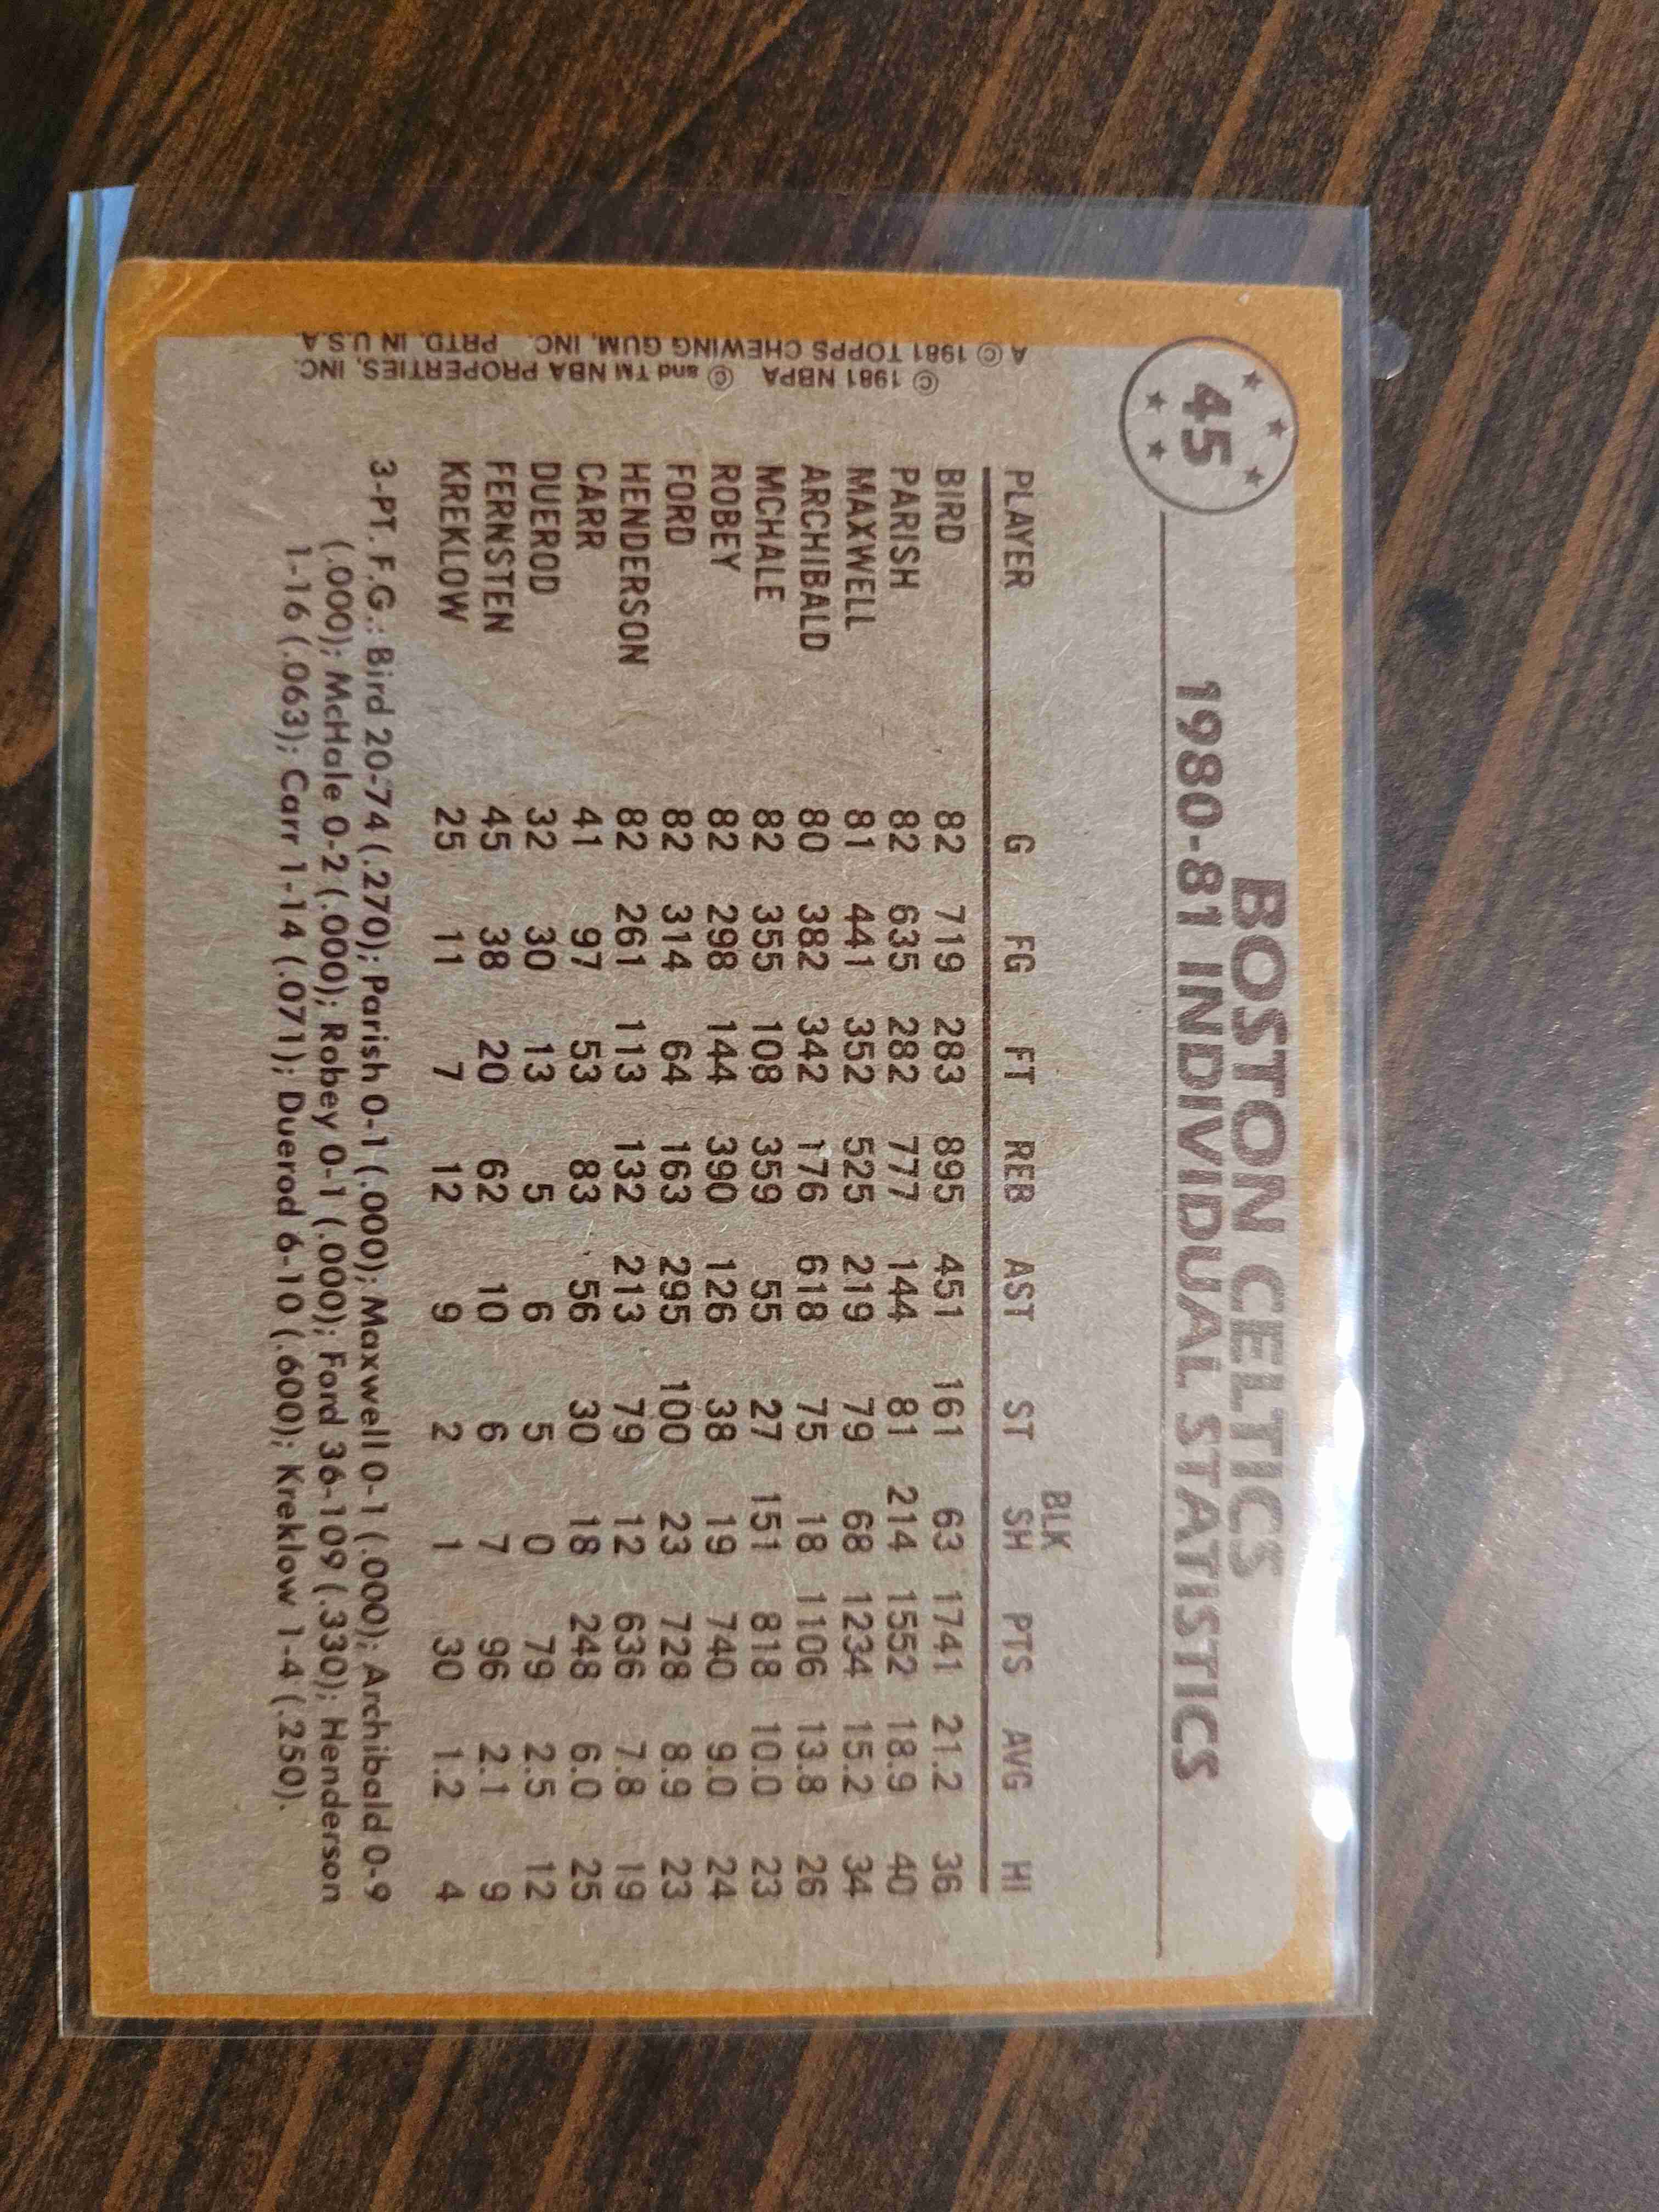 45
BOSTON CELTICS
1980-81 INDIVIDUAL STATISTICS
BLK
PLAYER G FG FT REB AST ST SH PTS AVG HI
BIRD 82 719 283 895 451 161 63 1741 21.2 36
PARISH 82 635 282 777 144 81 214 1552 18.9 40
MAXWELL 81 441 352 525 219 79 68 1234 15.2 34
ARCHIBALD 80 382 342 176 618 75 18 1106 13.8 26
MCHALE 82 355 108 359 55 27 151 818 10.0 23
ROBEY 82 298 144 390 126 38 19 740 9.0 24
FORD 82 314 64 163 295 100 23 728 8.9 23
HENDERSON 82 261 113 132 213 79 12 636 7.8 19
CARR 41 97 53 83 56 30 18 248 6.0 25
DUEROD 32 30 13 5 6 5 0 79 2.5 12
FERNSTEN 45 38 20 62 10 6 7 96 2.1 9
KREKLOW 25 11 7 12 9 2 1 30 1.2 4
3-PT. F.G.: Bird 20-74 (.270); Parish 0-1 (.000); Maxwell 0-1 (.000); Archibald 0-9
(.000); McHale 0-2 (.000); Robey 0-1 (.000); Ford 36-109 (.330); Henderson
1-16 (.063); Carr 1-14 (.071); Duerod 6-10 (.600); Kreklow 1-4 (.250).
© 1981 NBPA © and TM NBA PROPERTIES, INC.
A © 1981 TOPPS CHEWING GUM, INC. PRTD. IN U.S.A.